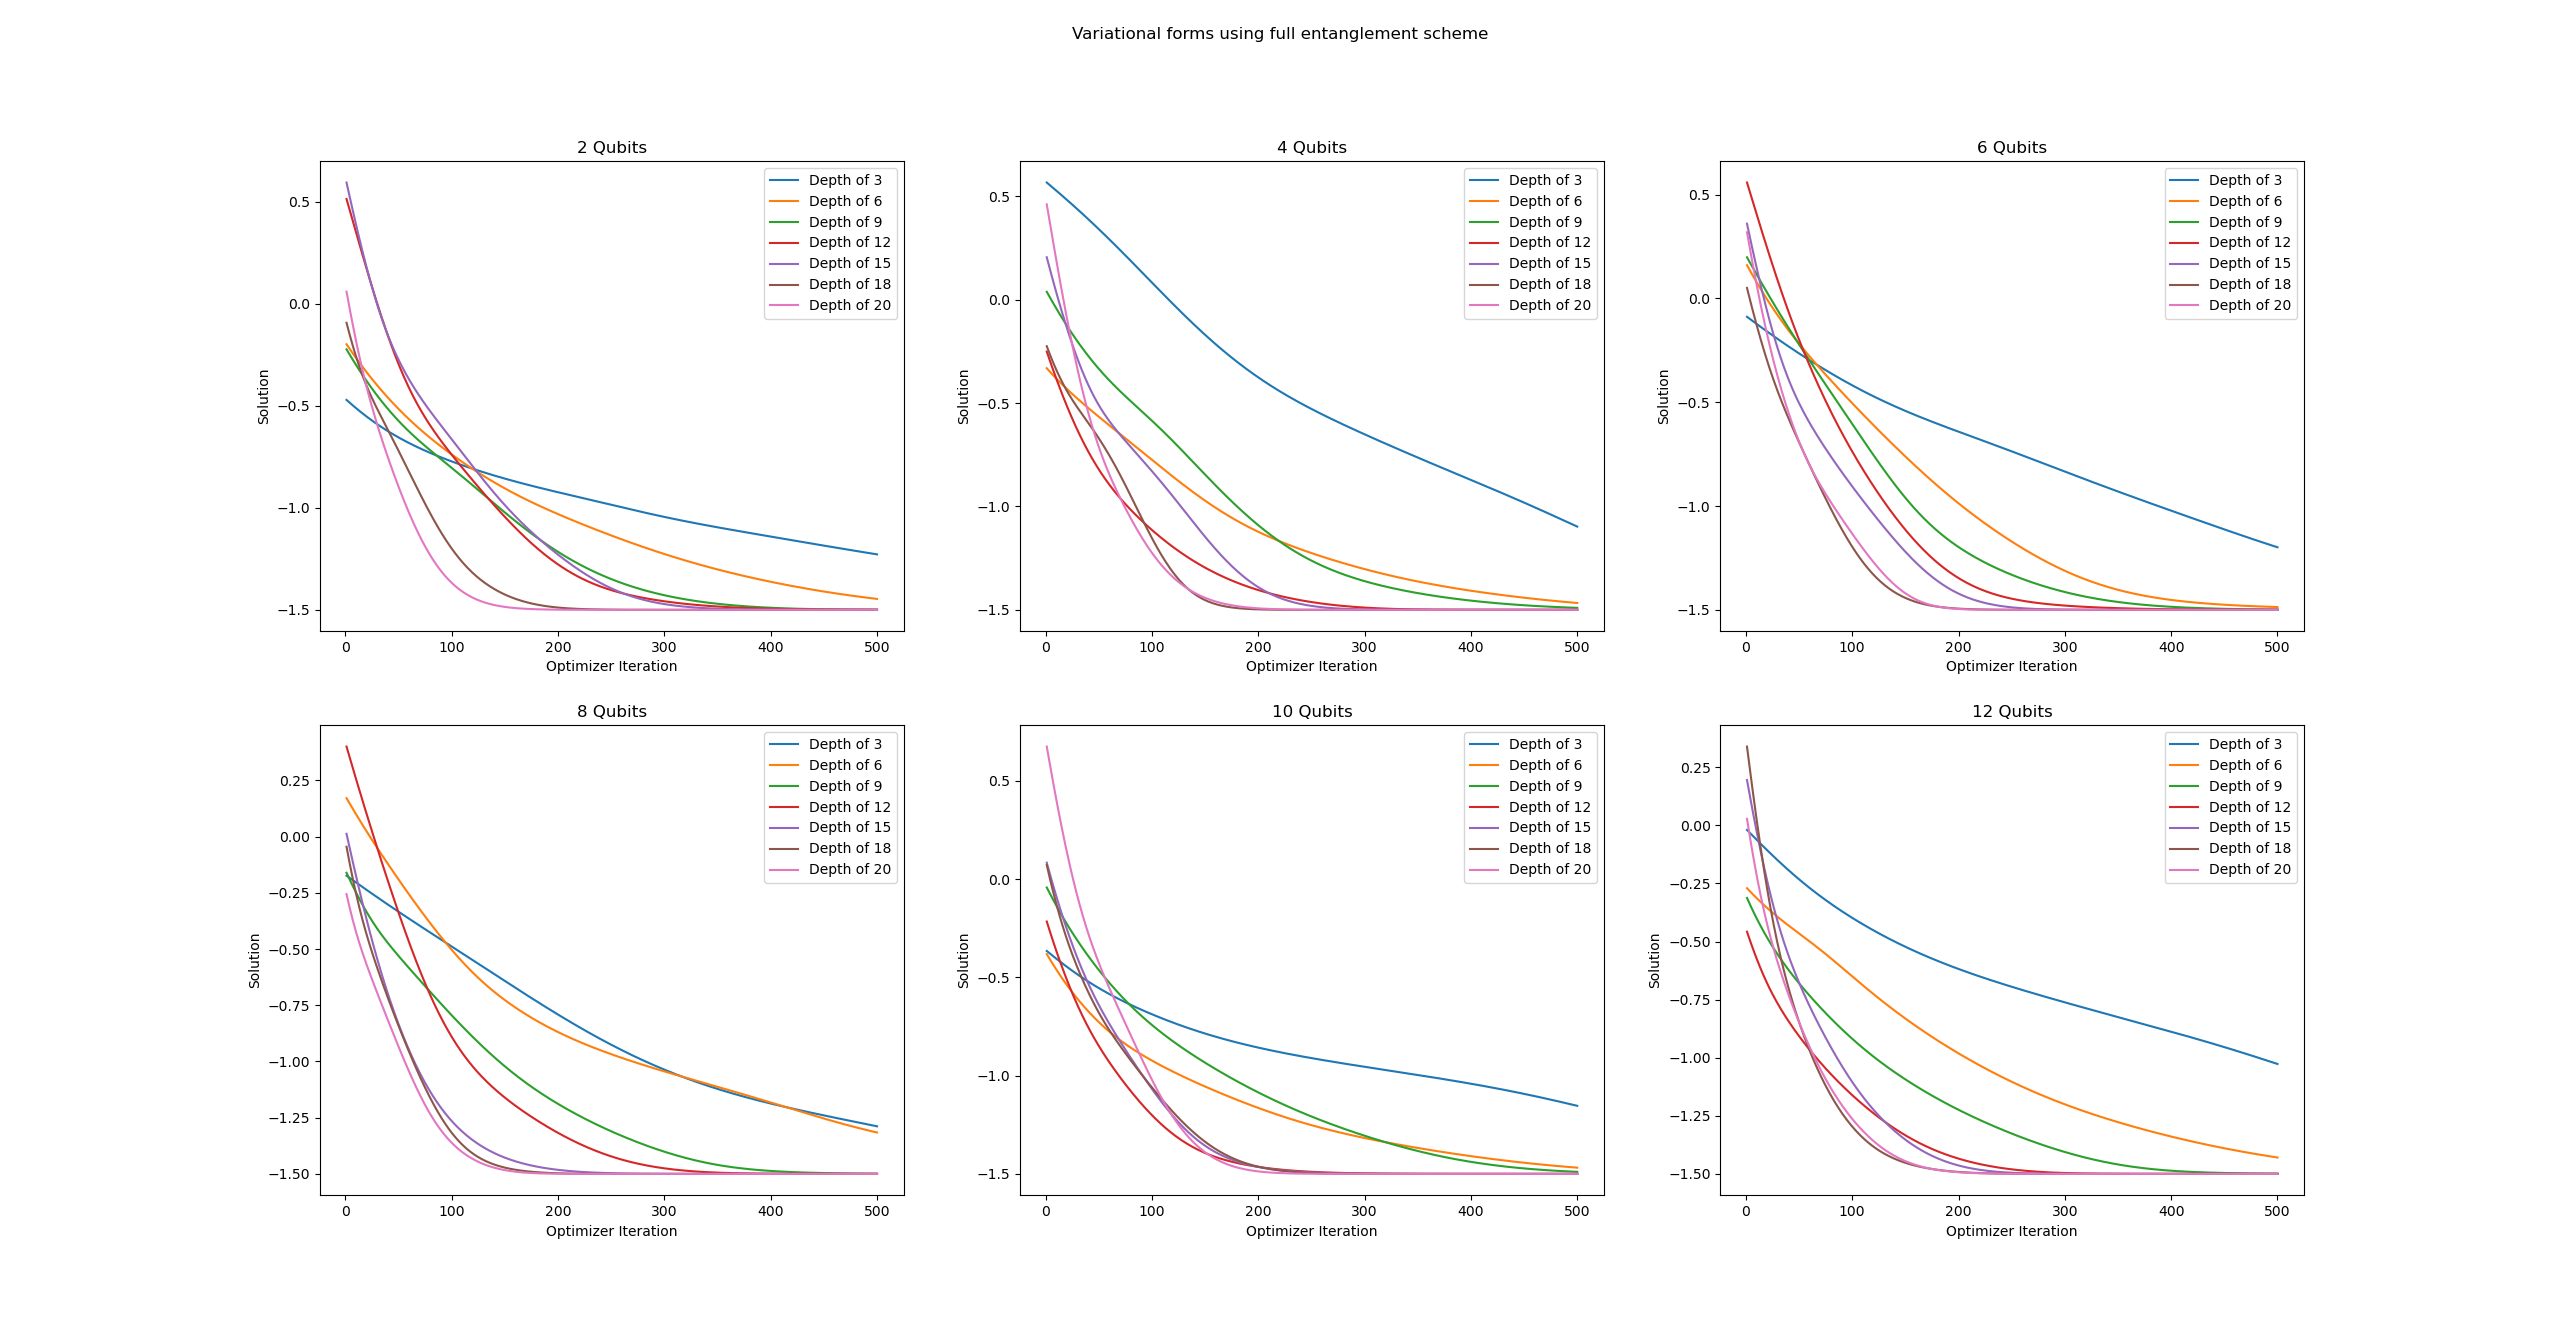 Variational forms using full entanglement scheme
2 Qubits
Solution
0.5
0.0
−0.5
−1.0
−1.5
0 100 200 300 400 500
Optimizer Iteration
Depth of 3
Depth of 6
Depth of 9
Depth of 12
Depth of 15
Depth of 18
Depth of 20
4 Qubits
Solution
0.5
0.0
−0.5
−1.0
−1.5
0 100 200 300 400 500
Optimizer Iteration
Depth of 3
Depth of 6
Depth of 9
Depth of 12
Depth of 15
Depth of 18
Depth of 20
6 Qubits
Solution
0.5
0.0
−0.5
−1.0
−1.5
0 100 200 300 400 500
Optimizer Iteration
Depth of 3
Depth of 6
Depth of 9
Depth of 12
Depth of 15
Depth of 18
Depth of 20
8 Qubits
Solution
0.25
0.00
−0.25
−0.50
−0.75
−1.00
−1.25
−1.50
0 100 200 300 400 500
Optimizer Iteration
Depth of 3
Depth of 6
Depth of 9
Depth of 12
Depth of 15
Depth of 18
Depth of 20
10 Qubits
Solution
0.5
0.0
−0.5
−1.0
−1.5
0 100 200 300 400 500
Optimizer Iteration
Depth of 3
Depth of 6
Depth of 9
Depth of 12
Depth of 15
Depth of 18
Depth of 20
12 Qubits
Solution
0.25
0.00
−0.25
−0.50
−0.75
−1.00
−1.25
−1.50
0 100 200 300 400 500
Optimizer Iteration
Depth of 3
Depth of 6
Depth of 9
Depth of 12
Depth of 15
Depth of 18
Depth of 20